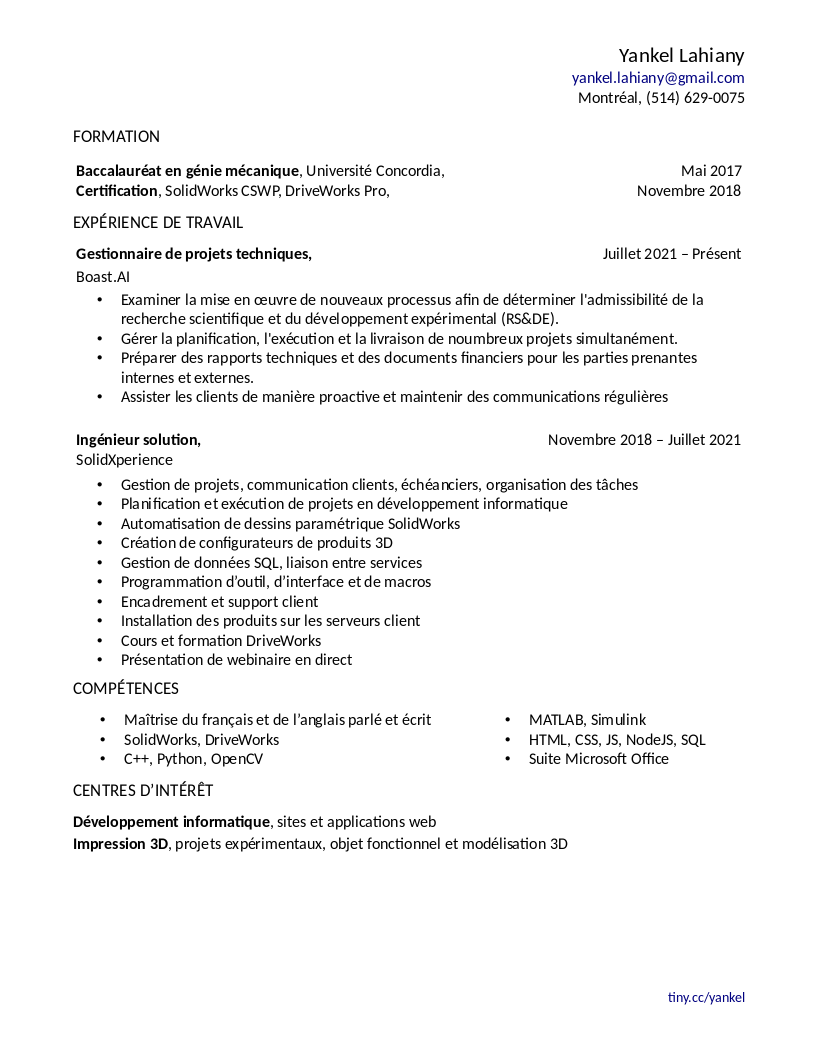 Yankel Lahiany
yankel.lahiany@gmail.com
Montréal, (514) 629-0075
FORMATION
Baccalauréat en génie mécanique, Université Concordia, Mai 2017
Certification, SolidWorks CSWP, DriveWorks Pro, Novembre 2018
EXPÉRIENCE DE TRAVAIL
Gestionnaire de projets techniques, Juillet 2021 – Présent
Boast.AI
• Examiner la mise en œuvre de nouveaux processus afin de déterminer l'admissibilité de la
recherche scientifique et du développement expérimental (RS&DE).
• Gérer la planification, l'exécution et la livraison de nombreux projets simultanément.
• Préparer des rapports techniques et des documents financiers pour les parties prenantes
internes et externes.
• Assister les clients de manière proactive et maintenir des communications régulières
Ingénieur solution, Novembre 2018 – Juillet 2021
SolidXperience
• Gestion de projets, communication clients, échéanciers, organisation des tâches
• Planification et exécution de projets en développement informatique
• Automatisation de dessins paramétrique SolidWorks
• Création de configurateurs de produits 3D
• Gestion de données SQL, liaison entre services
• Programmation d’outil, d’interface et de macros
• Encadrement et support client
• Installation des produits sur les serveurs client
• Cours et formation DriveWorks
• Présentation de webinaire en direct
COMPÉTENCES
• Maîtrise du français et de l’anglais parlé et écrit
• SolidWorks, DriveWorks
• C++, Python, OpenCV
• MATLAB, Simulink
• HTML, CSS, JS, NodeJS, SQL
• Suite Microsoft Office
CENTRES D’INTÉRÊT
Développement informatique, sites et applications web
Impression 3D, projets expérimentaux, objet fonctionnel et modélisation 3D
tiny.cc/yankel